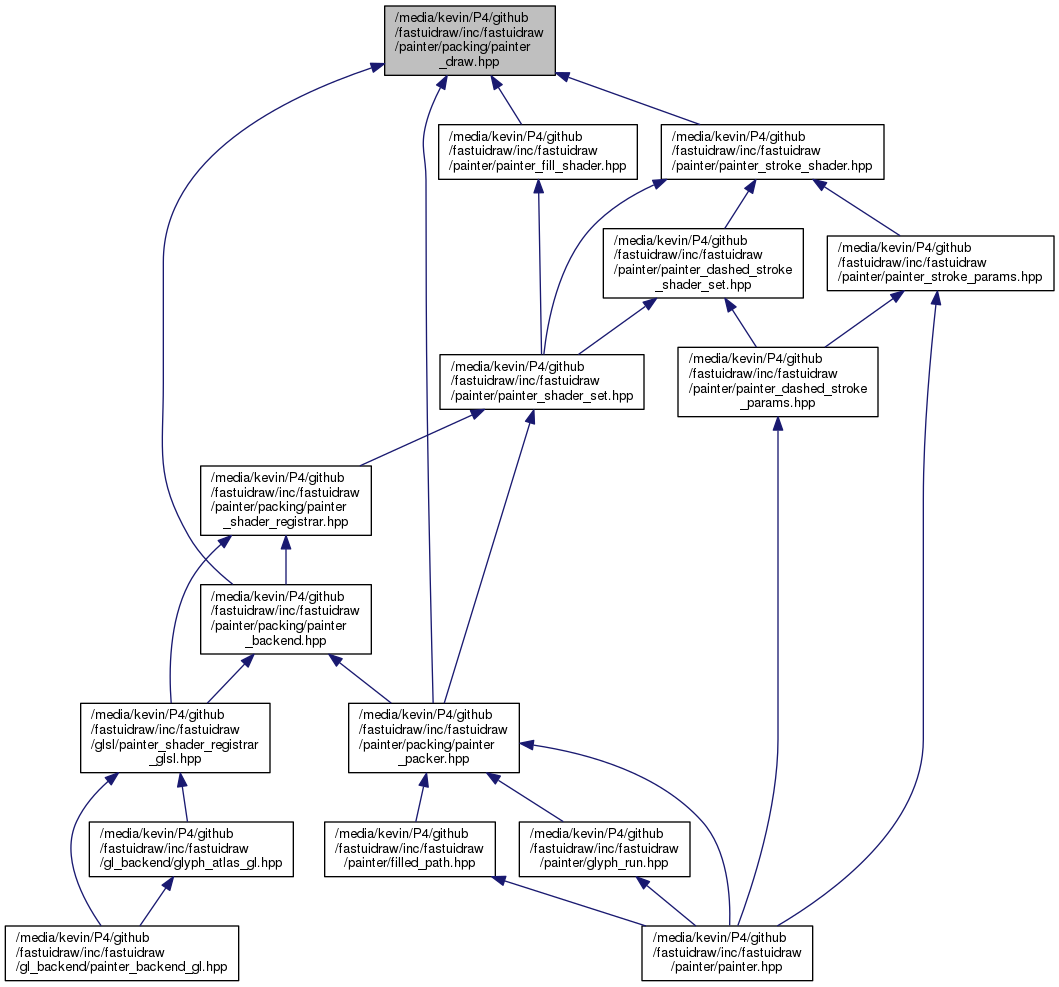 /media/kevin/P4/github
/fastuidraw/inc/fastuidraw
/painter/packing/painter
_draw.hpp
/media/kevin/P4/github
/fastuidraw/inc/fastuidraw
/painter/painter_fill_shader.hpp
/media/kevin/P4/github
/fastuidraw/inc/fastuidraw
/painter/painter_stroke_shader.hpp
/media/kevin/P4/github
/fastuidraw/inc/fastuidraw
/painter/painter_dashed_stroke
_shader_set.hpp
/media/kevin/P4/github
/fastuidraw/inc/fastuidraw
/painter/painter_stroke_params.hpp
/media/kevin/P4/github
/fastuidraw/inc/fastuidraw
/painter/painter_shader_set.hpp
/media/kevin/P4/github
/fastuidraw/inc/fastuidraw
/painter/painter_dashed_stroke
_params.hpp
/media/kevin/P4/github
/fastuidraw/inc/fastuidraw
/painter/packing/painter
_shader_registrar.hpp
/media/kevin/P4/github
/fastuidraw/inc/fastuidraw
/painter/packing/painter
_backend.hpp
/media/kevin/P4/github
/fastuidraw/inc/fastuidraw
/glsl/painter_shader_registrar
_glsl.hpp
/media/kevin/P4/github
/fastuidraw/inc/fastuidraw
/painter/packing/painter
_packer.hpp
/media/kevin/P4/github
/fastuidraw/inc/fastuidraw
/gl_backend/glyph_atlas_gl.hpp
/media/kevin/P4/github
/fastuidraw/inc/fastuidraw
/painter/filled_path.hpp
/media/kevin/P4/github
/fastuidraw/inc/fastuidraw
/painter/glyph_run.hpp
/media/kevin/P4/github
/fastuidraw/inc/fastuidraw
/gl_backend/painter_backend_gl.hpp
/media/kevin/P4/github
/fastuidraw/inc/fastuidraw
/painter/painter.hpp